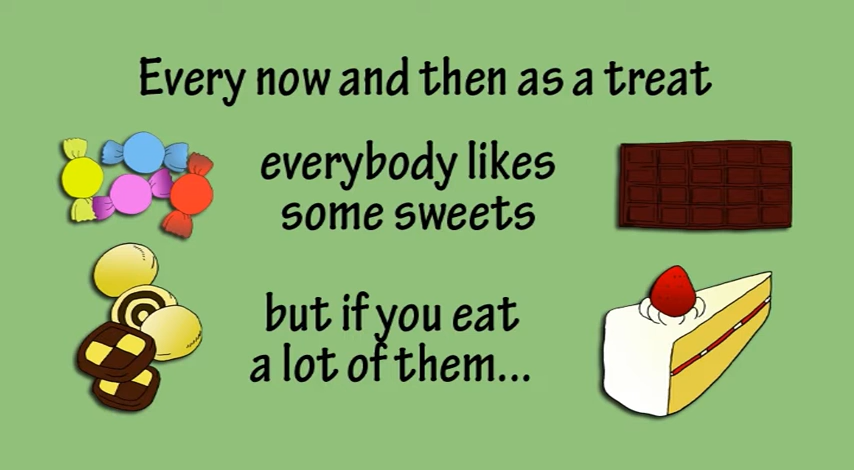 Every now and then as a treat
everybody likes
some sweets
but if you eat
a lot of them...